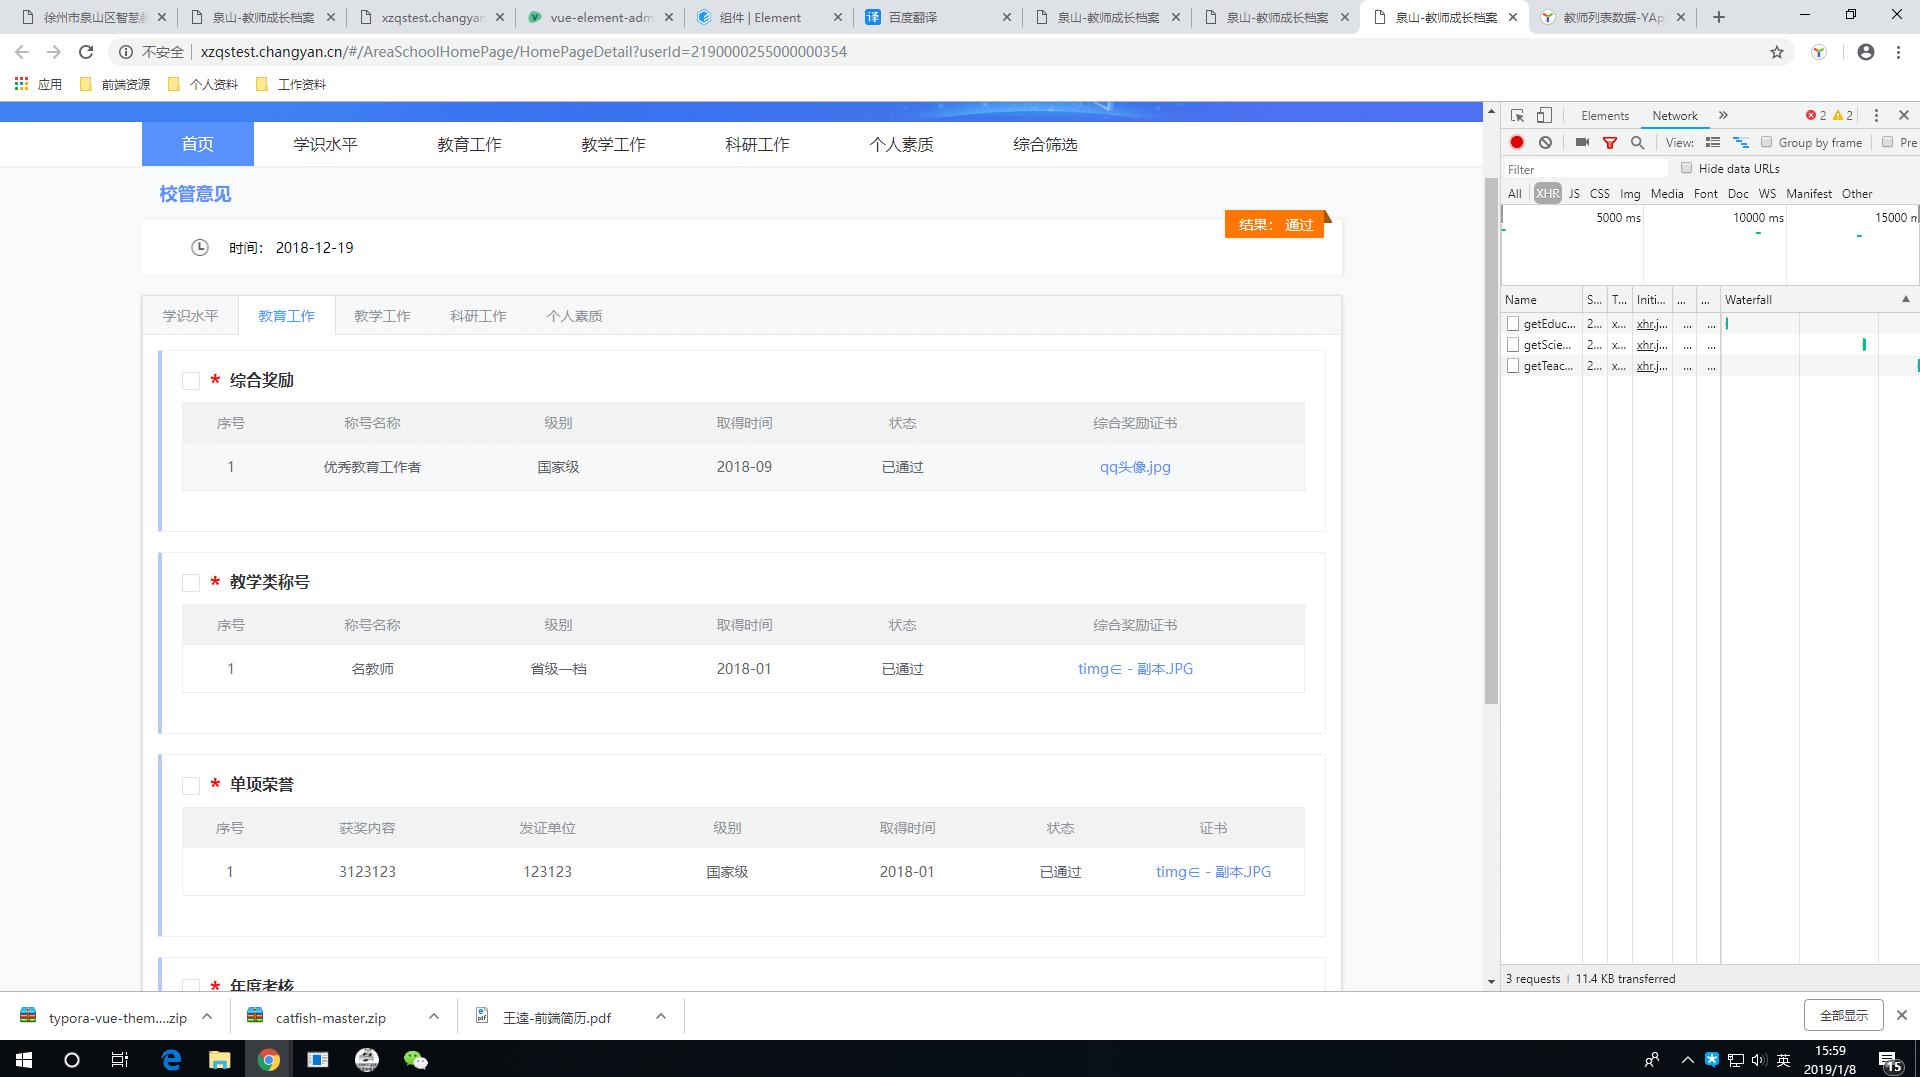 徐州市泉山区智慧教
泉山-教师成长档案
xzqstest.changyan
vue-element-adm
组件 | Element
百度翻译
泉山-教师成长档案
泉山-教师成长档案
泉山-教师成长档案
教师列表数据-YApi
不安全 xzqstest.changyan.cn/#/AreaSchoolHomePage/HomePageDetail?userId=2190000255000000354
应用 前端资源 个人资料 工作资料
首页 学识水平 教育工作 教学工作 科研工作 个人素质 综合筛选
校管意见
结果： 通过
时间： 2018-12-19
学识水平 教育工作 教学工作 科研工作 个人素质
* 综合奖励
序号 称号名称 级别 取得时间 状态 综合奖励证书
1 优秀教育工作者 国家级 2018-09 已通过 qq头像.jpg
* 教学类称号
序号 称号名称 级别 取得时间 状态 综合奖励证书
1 名教师 省级一档 2018-01 已通过 timg∈ - 副本.JPG
* 单项荣誉
序号 获奖内容 发证单位 级别 取得时间 状态 证书
1 3123123 123123 国家级 2018-01 已通过 timg∈ - 副本.JPG
* 年度考核
Elements Network 2 2
View: Group by frame Pre
Filter Hide data URLs
All XHR JS CSS Img Media Font Doc WS Manifest Other
5000 ms 10000 ms 15000 m
Name S... T... Initi... ... ... Waterfall
getEduc... 2... x... xhr.j... ... ...
getScie... 2... x... xhr.j... ... ...
getTeac... 2... x... xhr.j... ... ...
3 requests 11.4 KB transferred
typora-vue-them....zip catfish-master.zip 王逵-前端简历.pdf 全部显示
英 15:59
2019/1/8 15